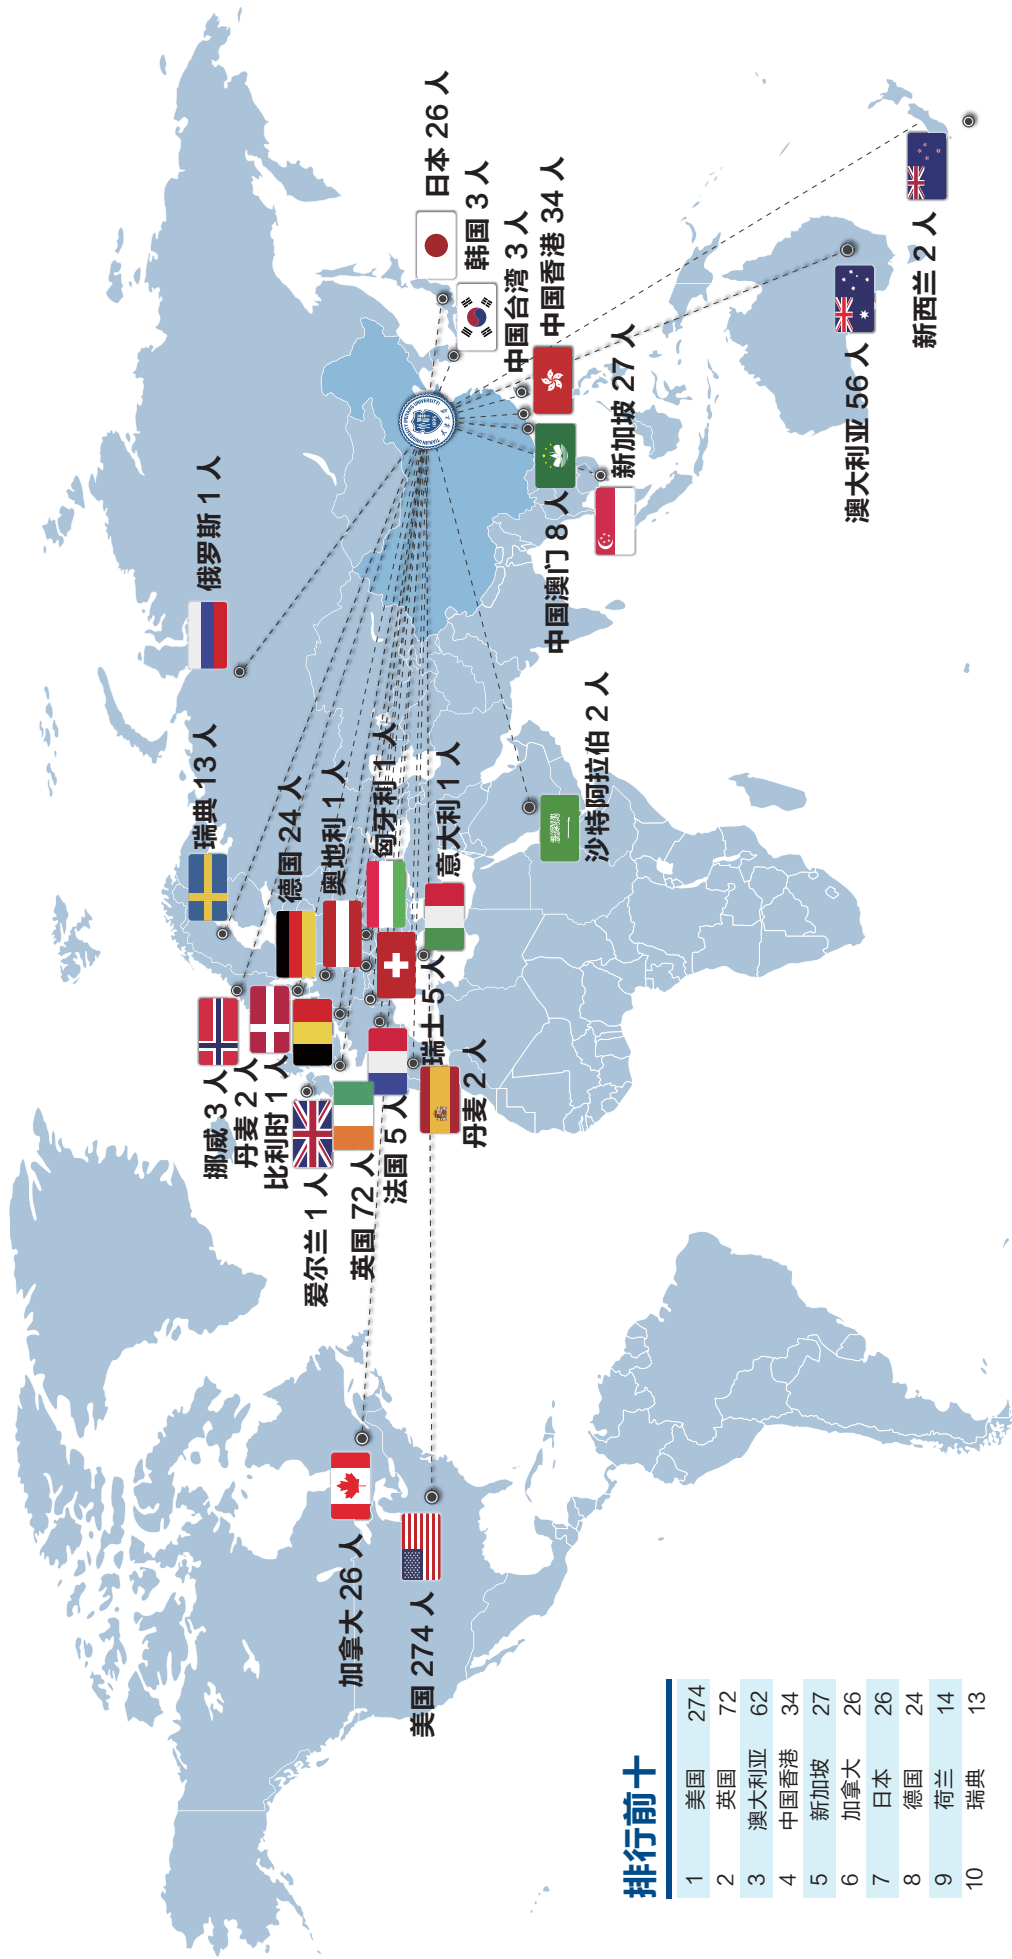 俄罗斯 1 人
瑞典 13 人
挪威 3 人
丹麦 2 人
比利时 1 人
德国 24 人
奥地利 1 人
匈牙利 1 人
意大利 1 人
瑞士 5 人
爱尔兰 1 人
英国 72 人
法国 5 人
丹麦 2 人
加拿大 26 人
美国 274 人
日本 26 人
韩国 3 人
中国台湾 3 人
中国香港 34 人
中国澳门 8 人
新加坡 27 人
沙特阿拉伯 2 人
澳大利亚 56 人
新西兰 2 人
排行前十
1 美国 274
2 英国 72
3 澳大利亚 62
4 中国香港 34
5 新加坡 27
6 加拿大 26
7 日本 26
8 德国 24
9 荷兰 14
10 瑞典 13